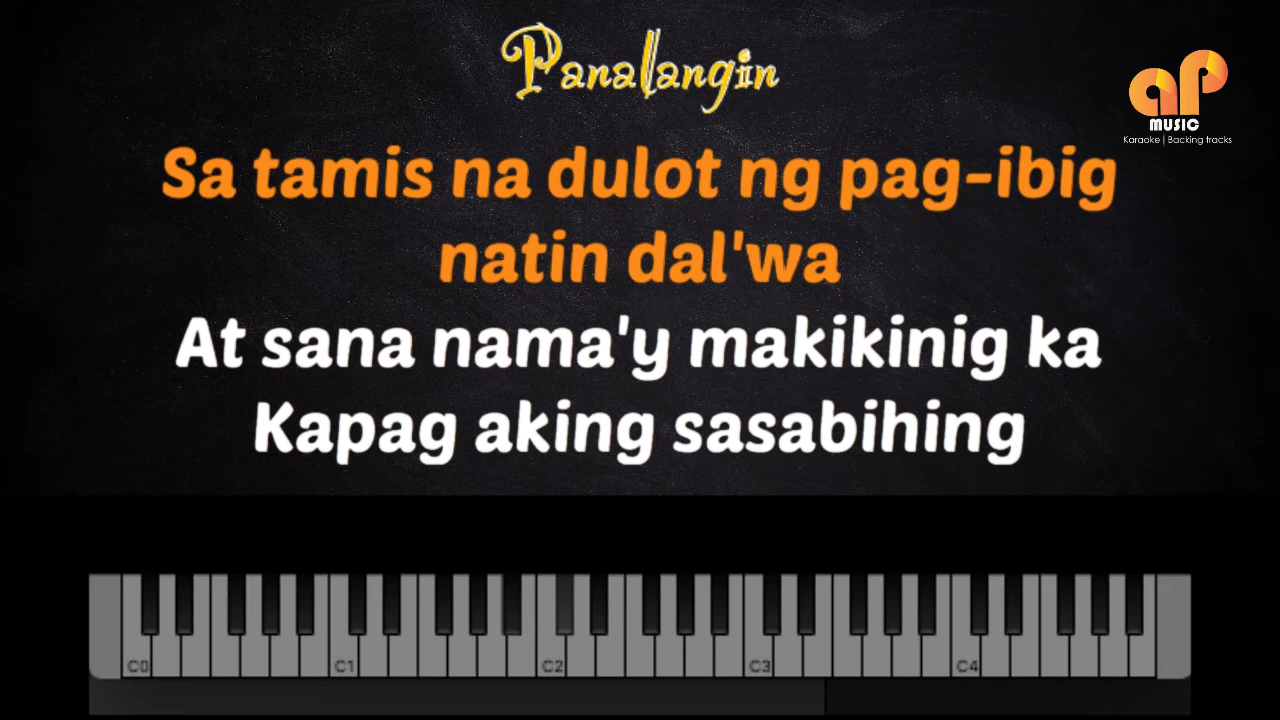 Panalangin
ap
MUSIC
Karaoke | Backing tracks
Sa tamis na dulot ng pag-ibig
natin dal'wa
At sana nama'y makikinig ka
Kapag aking sasabihing
C0 C1 C2 C3 C4